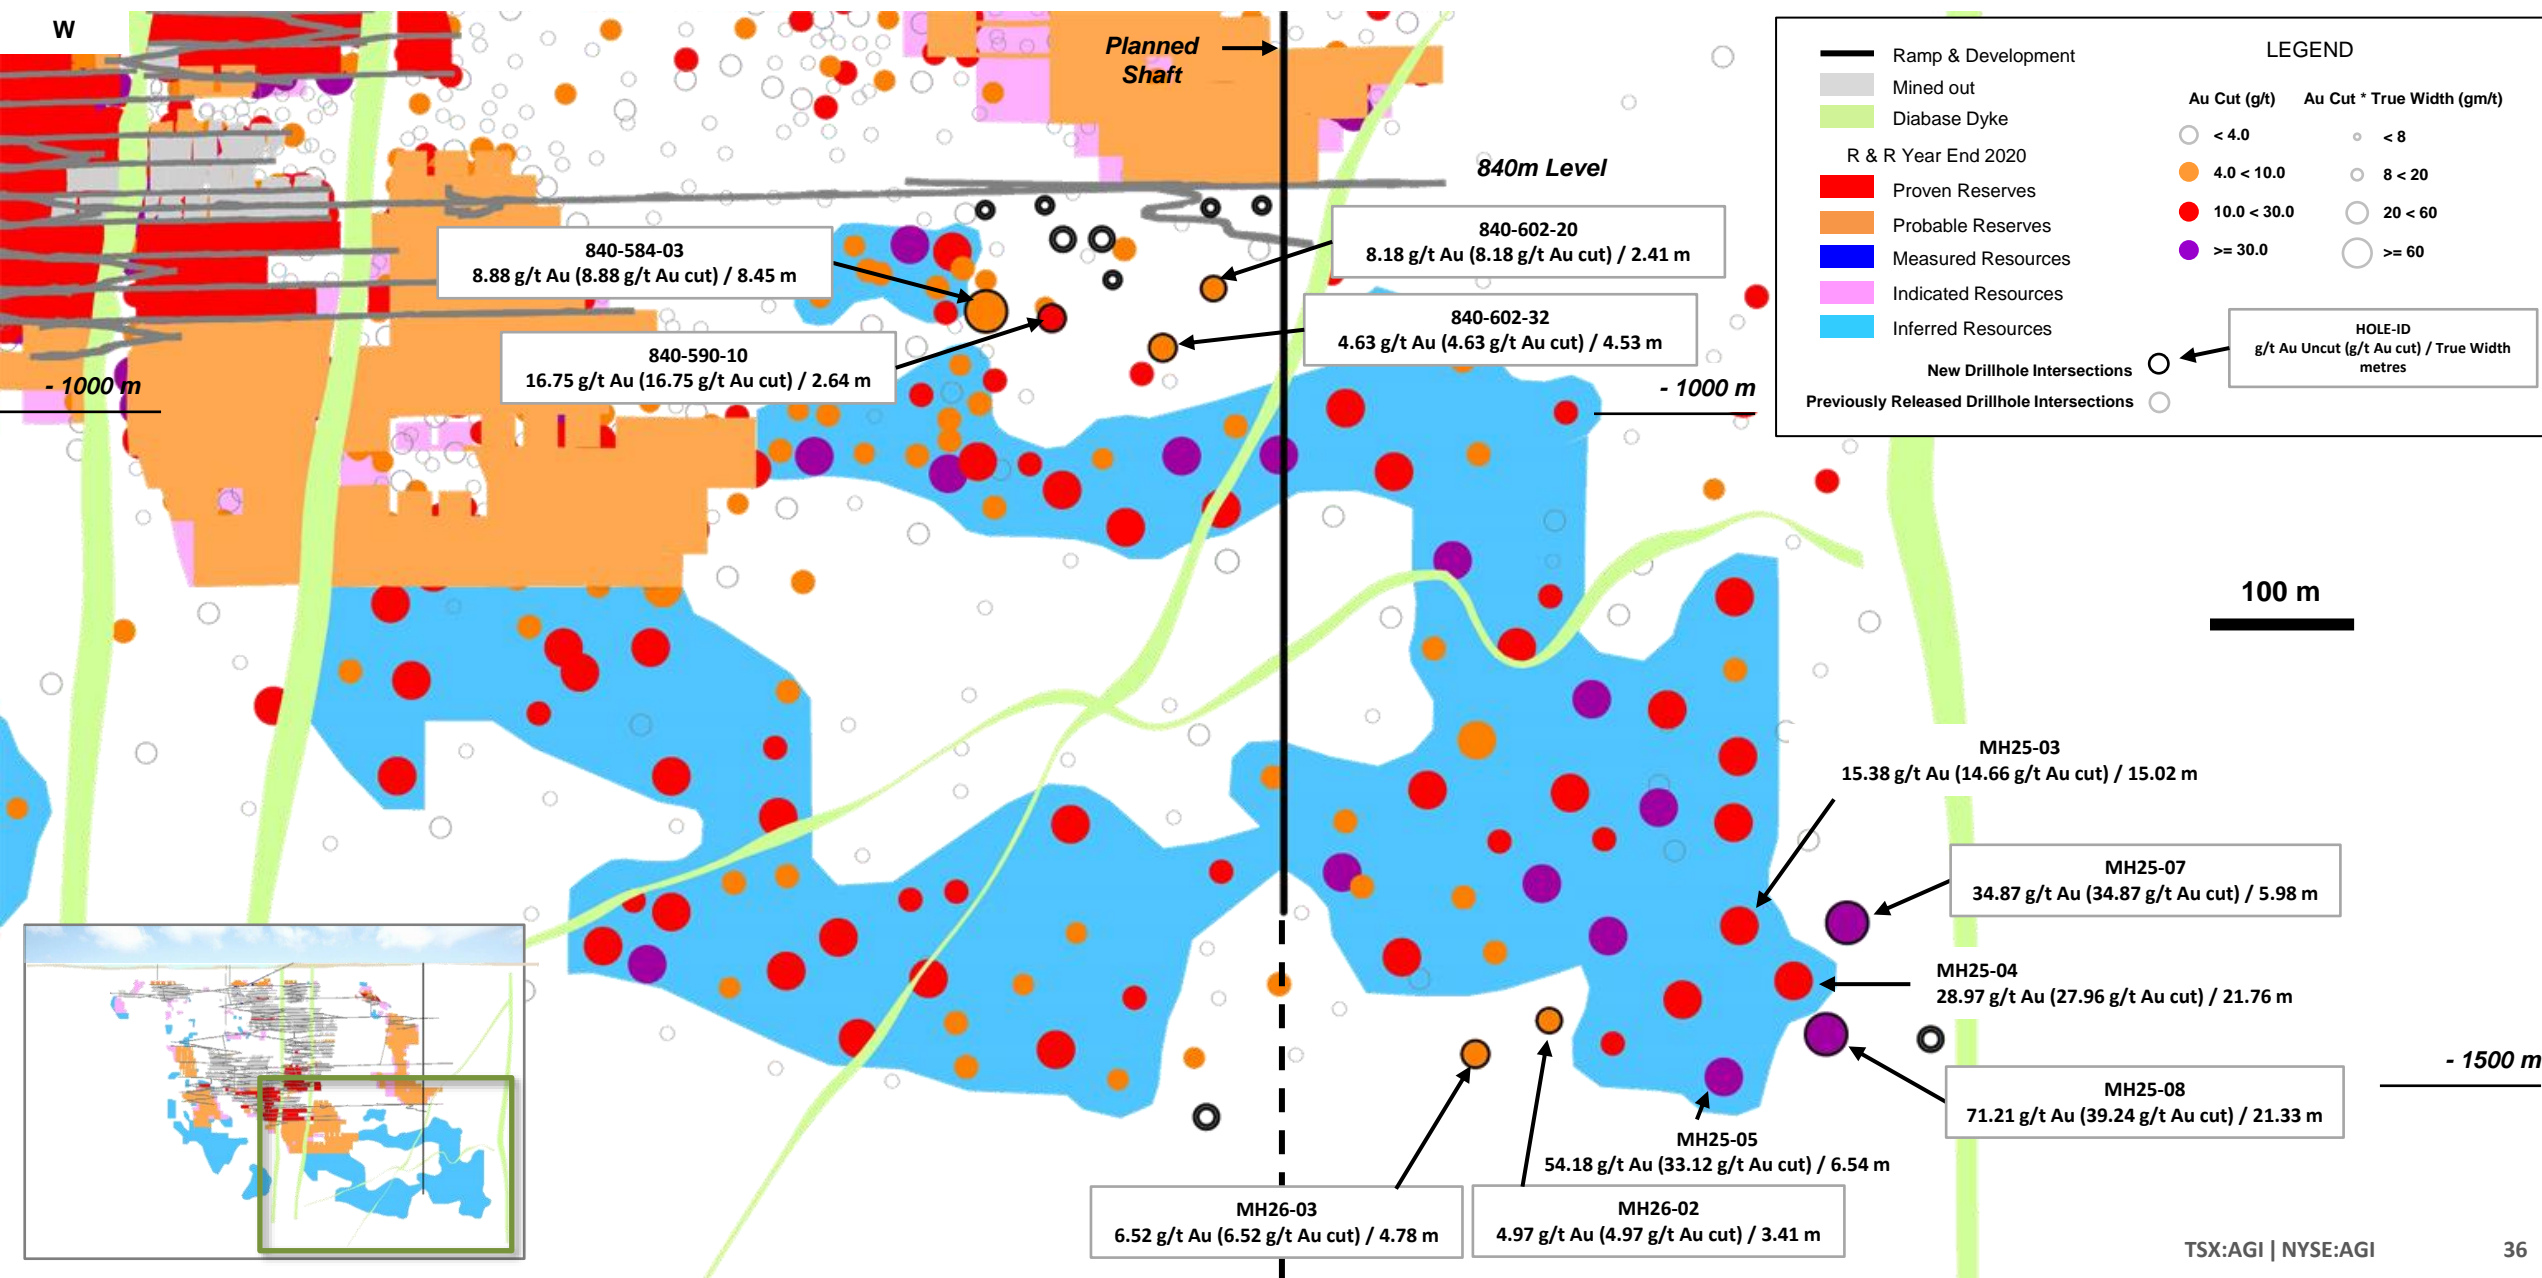 W
Planned
Shaft
840m Level
840-584-03
8.88 g/t Au (8.88 g/t Au cut) / 8.45 m
840-602-20
8.18 g/t Au (8.18 g/t Au cut) / 2.41 m
840-602-32
4.63 g/t Au (4.63 g/t Au cut) / 4.53 m
840-590-10
16.75 g/t Au (16.75 g/t Au cut) / 2.64 m
- 1000 m
- 1000 m
LEGEND
Ramp & Development
Mined out
Diabase Dyke
R & R Year End 2020
Proven Reserves
Probable Reserves
Measured Resources
Indicated Resources
Inferred Resources
Au Cut (g/t)
< 4.0
4.0 < 10.0
10.0 < 30.0
>= 30.0
Au Cut * True Width (gm/t)
< 8
8 < 20
20 < 60
>= 60
New Drillhole Intersections
Previously Released Drillhole Intersections
HOLE-ID
g/t Au Uncut (g/t Au cut) / True Width
metres
100 m
MH25-03
15.38 g/t Au (14.66 g/t Au cut) / 15.02 m
MH25-07
34.87 g/t Au (34.87 g/t Au cut) / 5.98 m
MH25-04
28.97 g/t Au (27.96 g/t Au cut) / 21.76 m
- 1500 m
MH25-08
71.21 g/t Au (39.24 g/t Au cut) / 21.33 m
MH25-05
54.18 g/t Au (33.12 g/t Au cut) / 6.54 m
MH26-03
6.52 g/t Au (6.52 g/t Au cut) / 4.78 m
MH26-02
4.97 g/t Au (4.97 g/t Au cut) / 3.41 m
TSX:AGI | NYSE:AGI
36